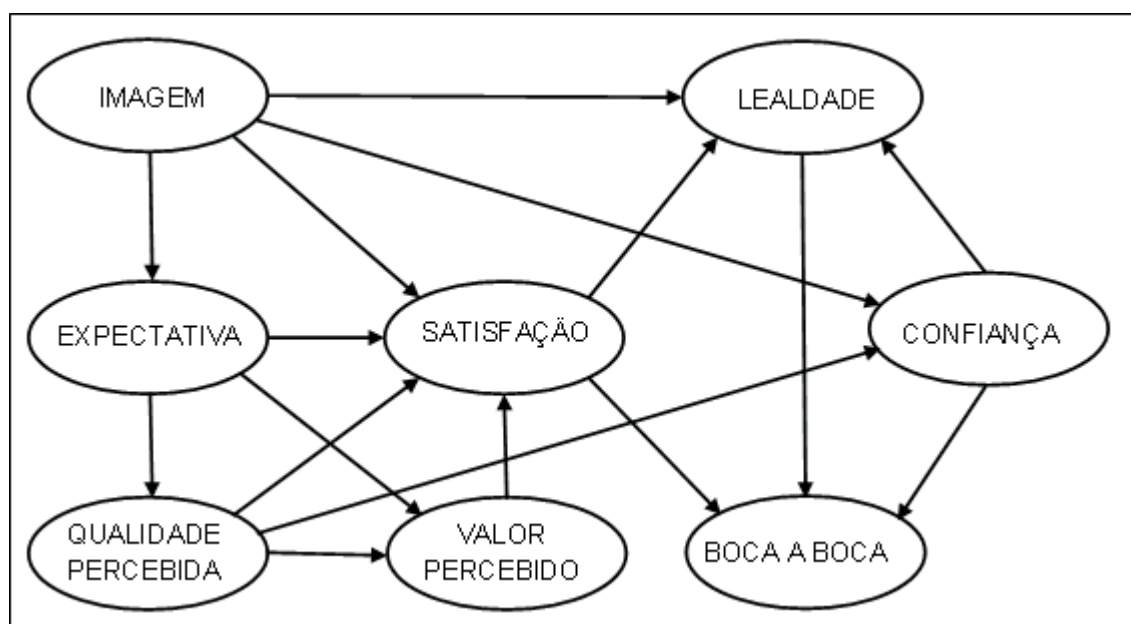 IMAGEM
LEALDADE
EXPECTATIVA
SATISFAÇÃO
CONFIANÇA
QUALIDADE
PERCEBIDA
VALOR
PERCEBIDO
BOCA A BOCA